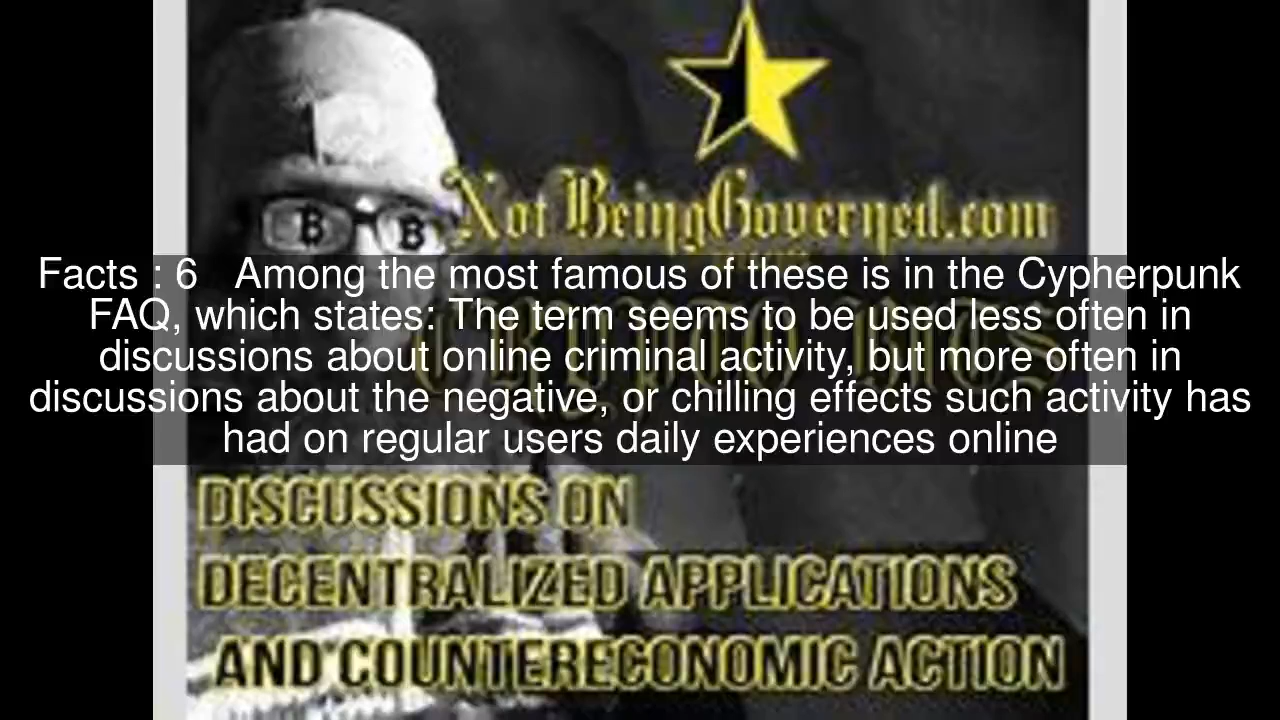 NotBeingGoverned.com
Facts : 6 Among the most famous of these is in the Cypherpunk
FAQ, which states: The term seems to be used less often in
discussions about online criminal activity, but more often in
discussions about the negative, or chilling effects such activity has
had on regular users daily experiences online
DISCUSSIONS ON
DECENTRALIZED APPLICATIONS
AND COUNTERECONOMIC ACTION